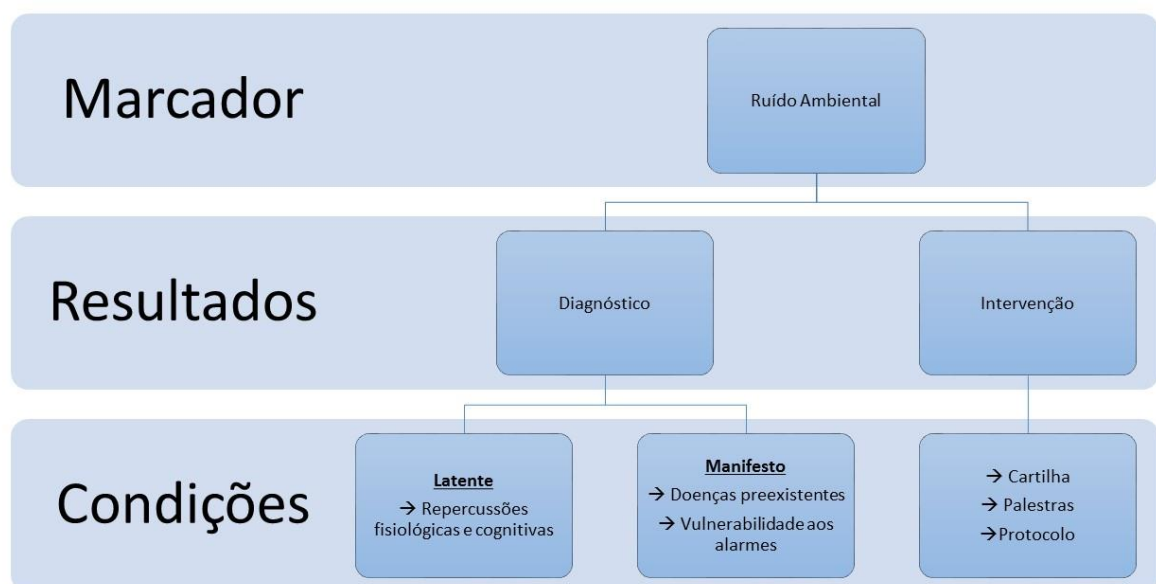 Marcador
Ruído Ambiental
Resultados
Diagnóstico
Intervenção
Condições
Latente
→ Repercussões
fisiológicas e cognitivas
Manifesto
→ Doenças preexistentes
→ Vulnerabilidade aos
alarmes
→ Cartilha
→ Palestras
→Protocolo